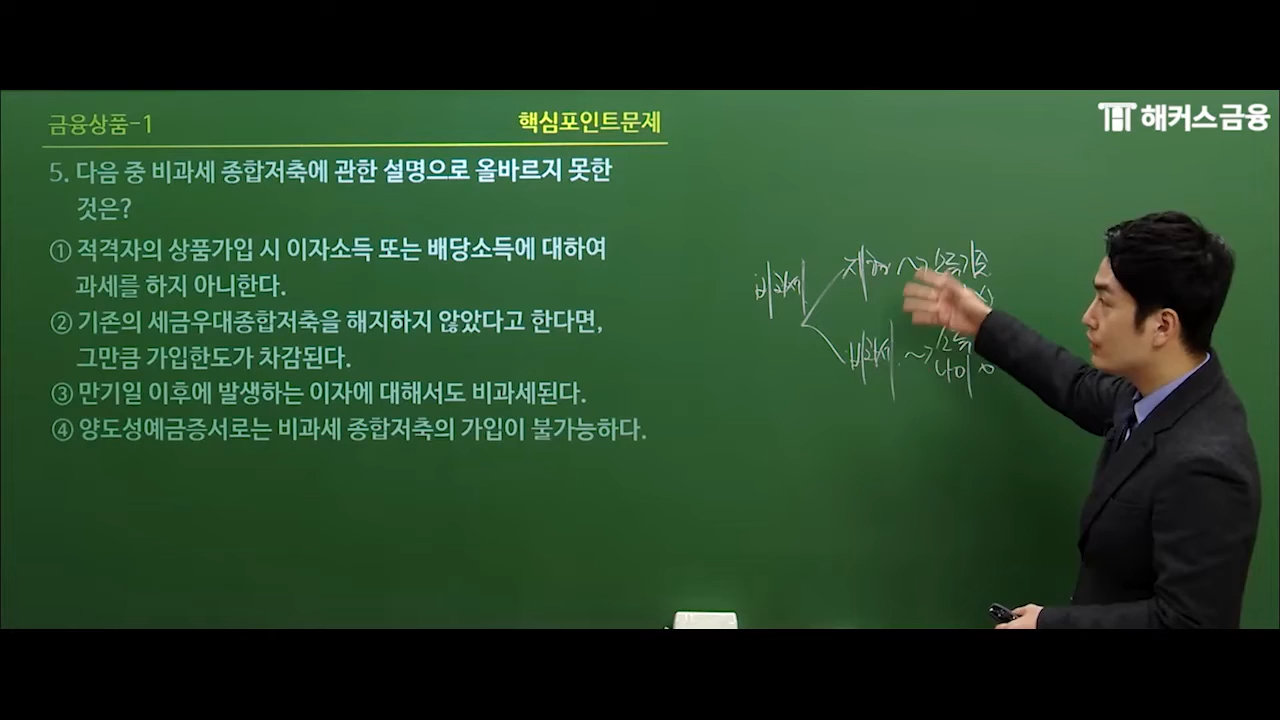 금융상품-1
핵심포인트문제
해커스금융
5. 다음 중 비과세 종합저축에 관한 설명으로 올바르지 못한
것은?
① 적격자의 상품가입 시 이자소득 또는 배당소득에 대하여
과세를 하지 아니한다.
② 기존의 세금우대종합저축을 해지하지 않았다고 한다면,
그만큼 가입한도가 차감된다.
③ 만기일 이후에 발생하는 이자에 대해서도 비과세된다.
④ 양도성예금증서로는 비과세 종합저축의 가입이 불가능하다.
비과세
비과세
나이